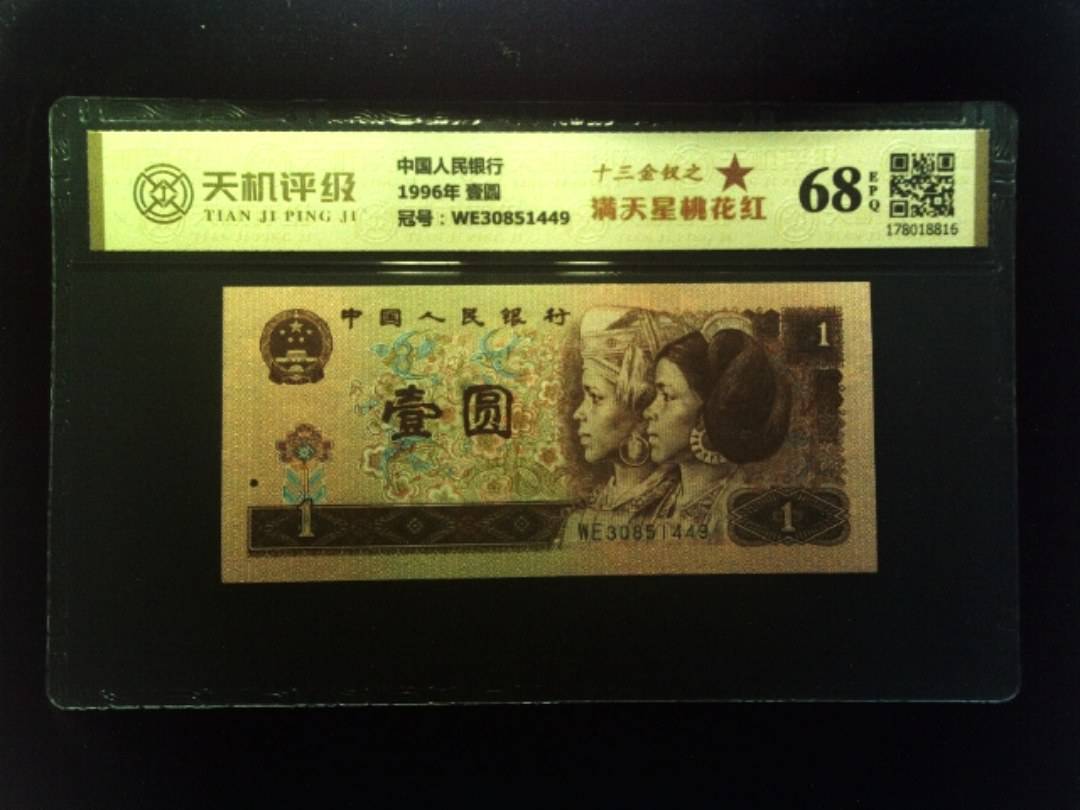 天机评级
TIAN JI PING JI
中国人民银行
1996年 壹圆
冠号：WE30851449
十三金钗之
满天星桃花红
68
EPQ
178018816
中国人民银行
1
壹圆
1
WE30851449
1